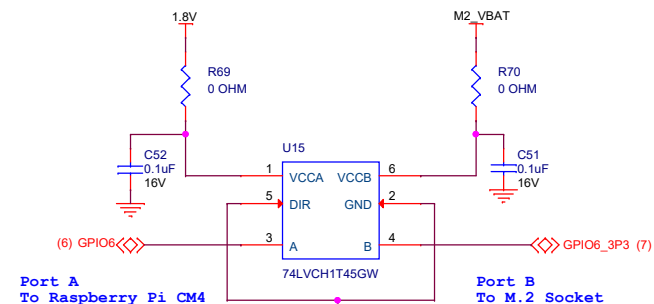 1.8V
M2_VBAT
R69
0 OHM
R70
0 OHM
C52
0.1uF
16V
C51
0.1uF
16V
U15
1
VCCA
VCCB
6
5
DIR
GND
2
(6) GPIO6
3
A
B
4
GPIO6_3P3 (7)
74LVCH1T45GW
Port A
To Raspberry Pi CM4
Port B
To M.2 Socket